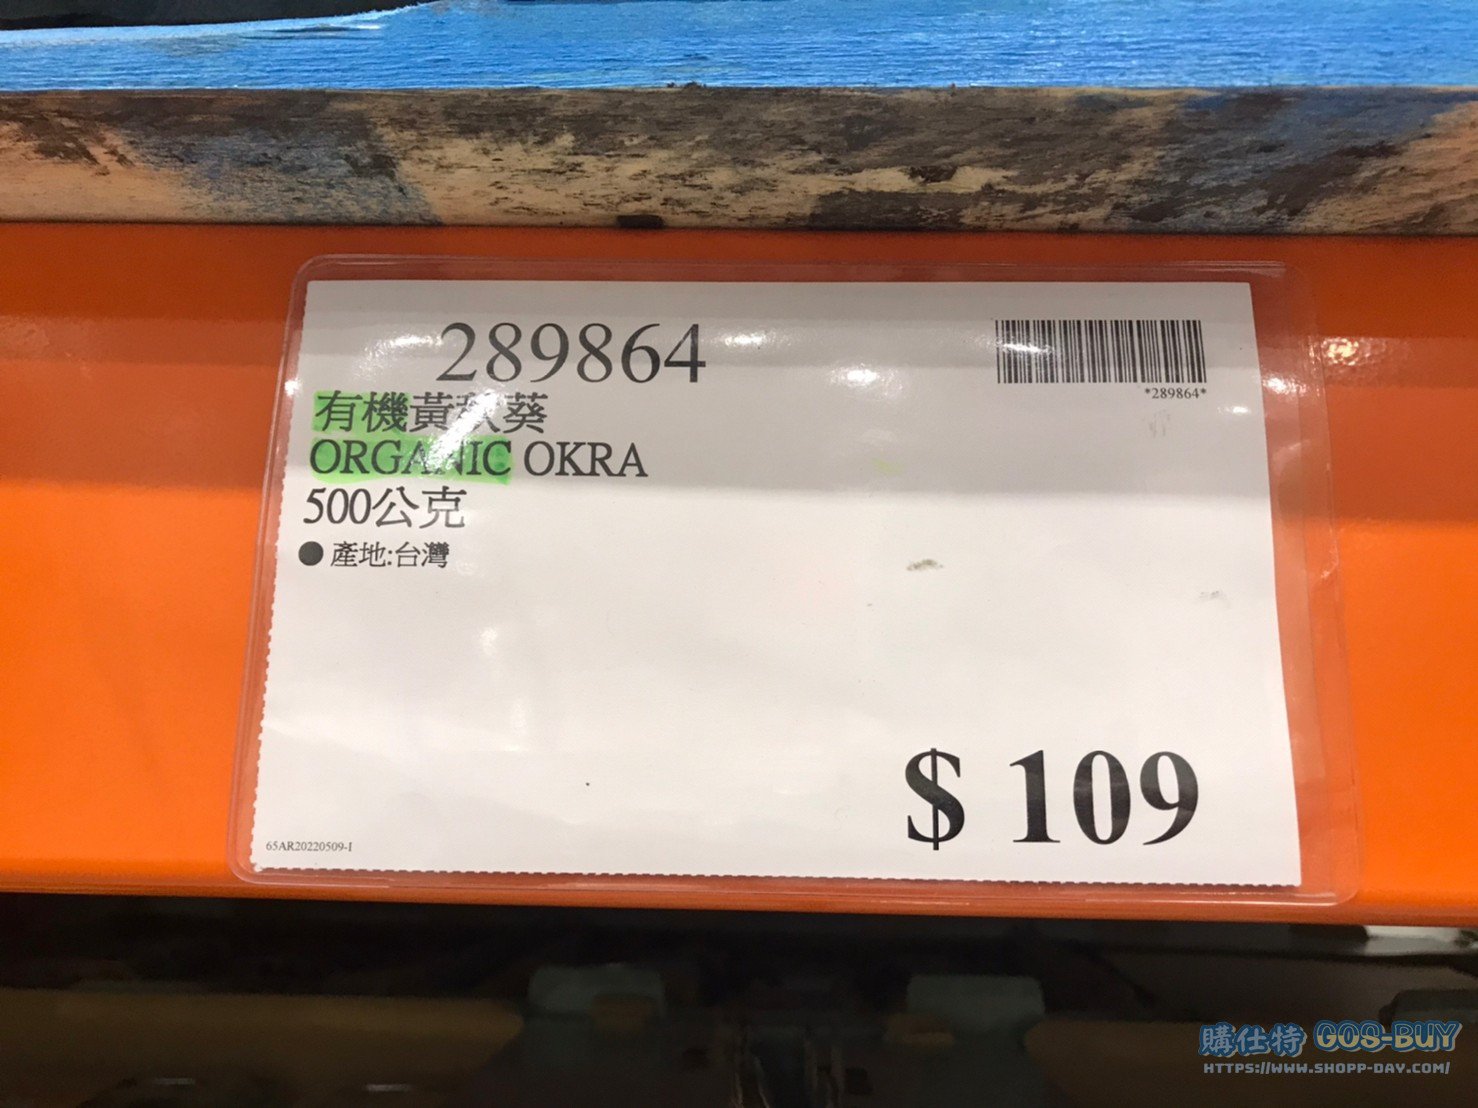 289864
*289864*
有機黃秋葵
ORGANIC OKRA
500公克
●產地:台灣
$ 109
65AR20220509-I
購仕特 GOS-BUY
HTTPS://WWW.SHOPP-DAY.COM/